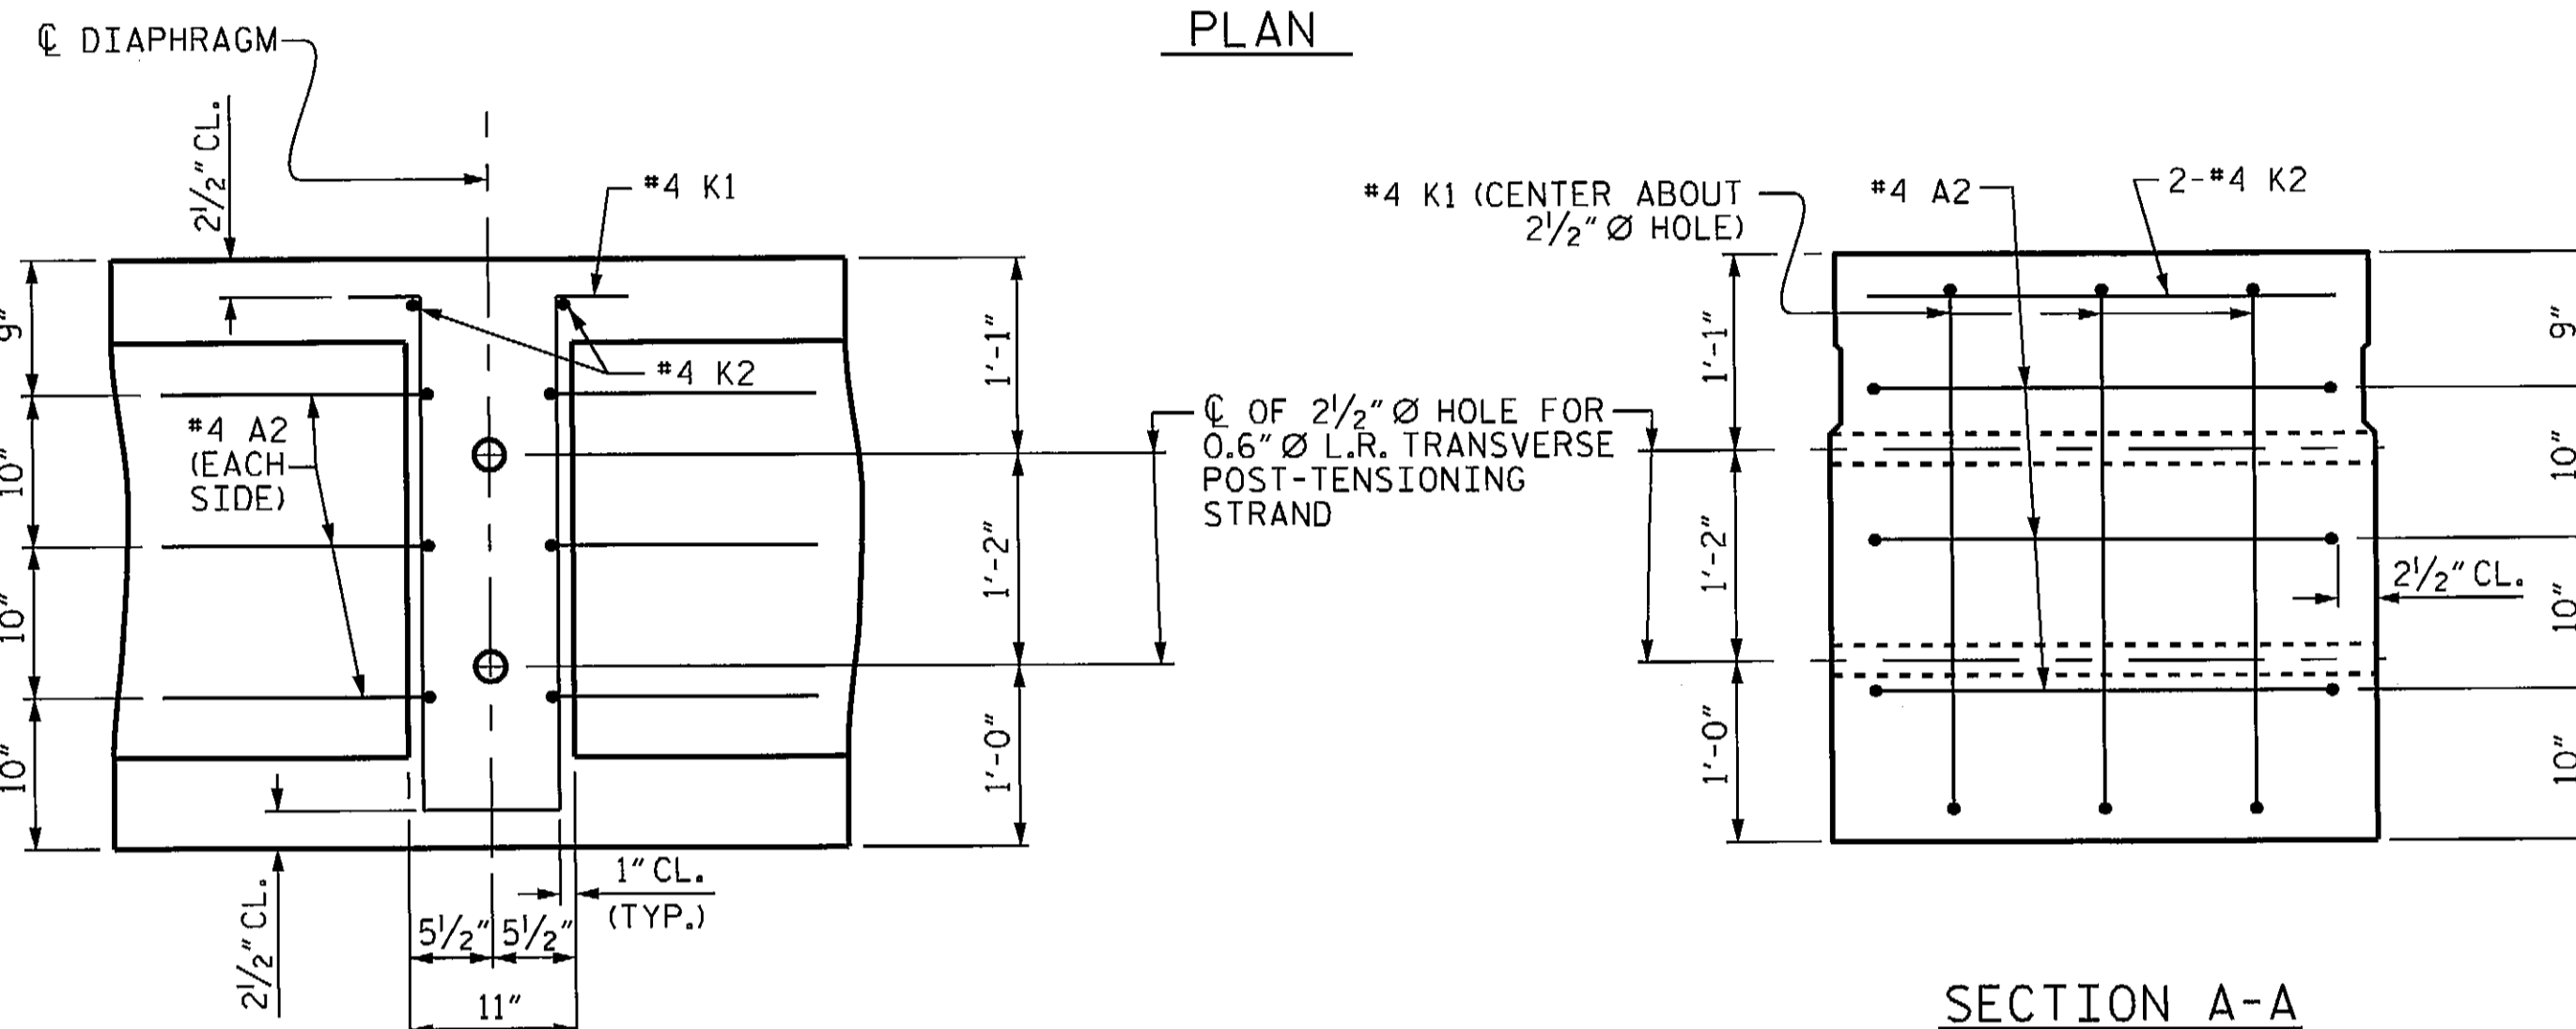 PLAN
℄ DIAPHRAGM
2½" CL.
#4 K1
#4 K2
#4 A2
(EACH
SIDE)
9"
10"
10"
10"
1'-1"
1'-2"
1'-0"
2½" CL.
1" CL.
(TYP.)
5½"
5½"
11"
℄ OF 2½" Ø HOLE FOR
0.6" Ø L.R. TRANSVERSE
POST-TENSIONING
STRAND
#4 K1 (CENTER ABOUT
2½" Ø HOLE)
#4 A2
2-#4 K2
1'-1"
1'-2"
1'-0"
9"
10"
10"
10"
2½" CL.
SECTION A-A